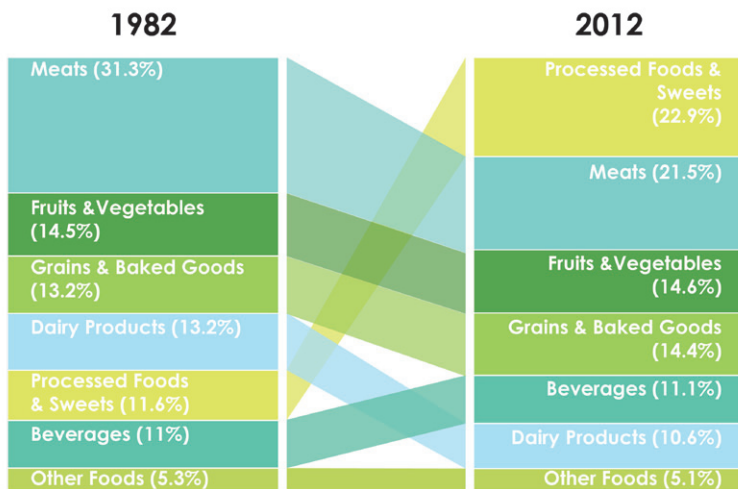 1982
Meats (31.3%)
Fruits &Vegetables
(14.5%)
Grains & Baked Goods
(13.2%)
Dairy Products (13.2%)
Processed Foods
& Sweets (11.6%)
Beverages (11%)
Other Foods (5.3%)
2012
Processed Foods &
Sweets
(22.9%)
Meats (21.5%)
Fruits &Vegetables
(14.6%)
Grains & Baked Goods
(14.4%)
Beverages (11.1%)
Dairy Products (10.6%)
Other Foods (5.1%)